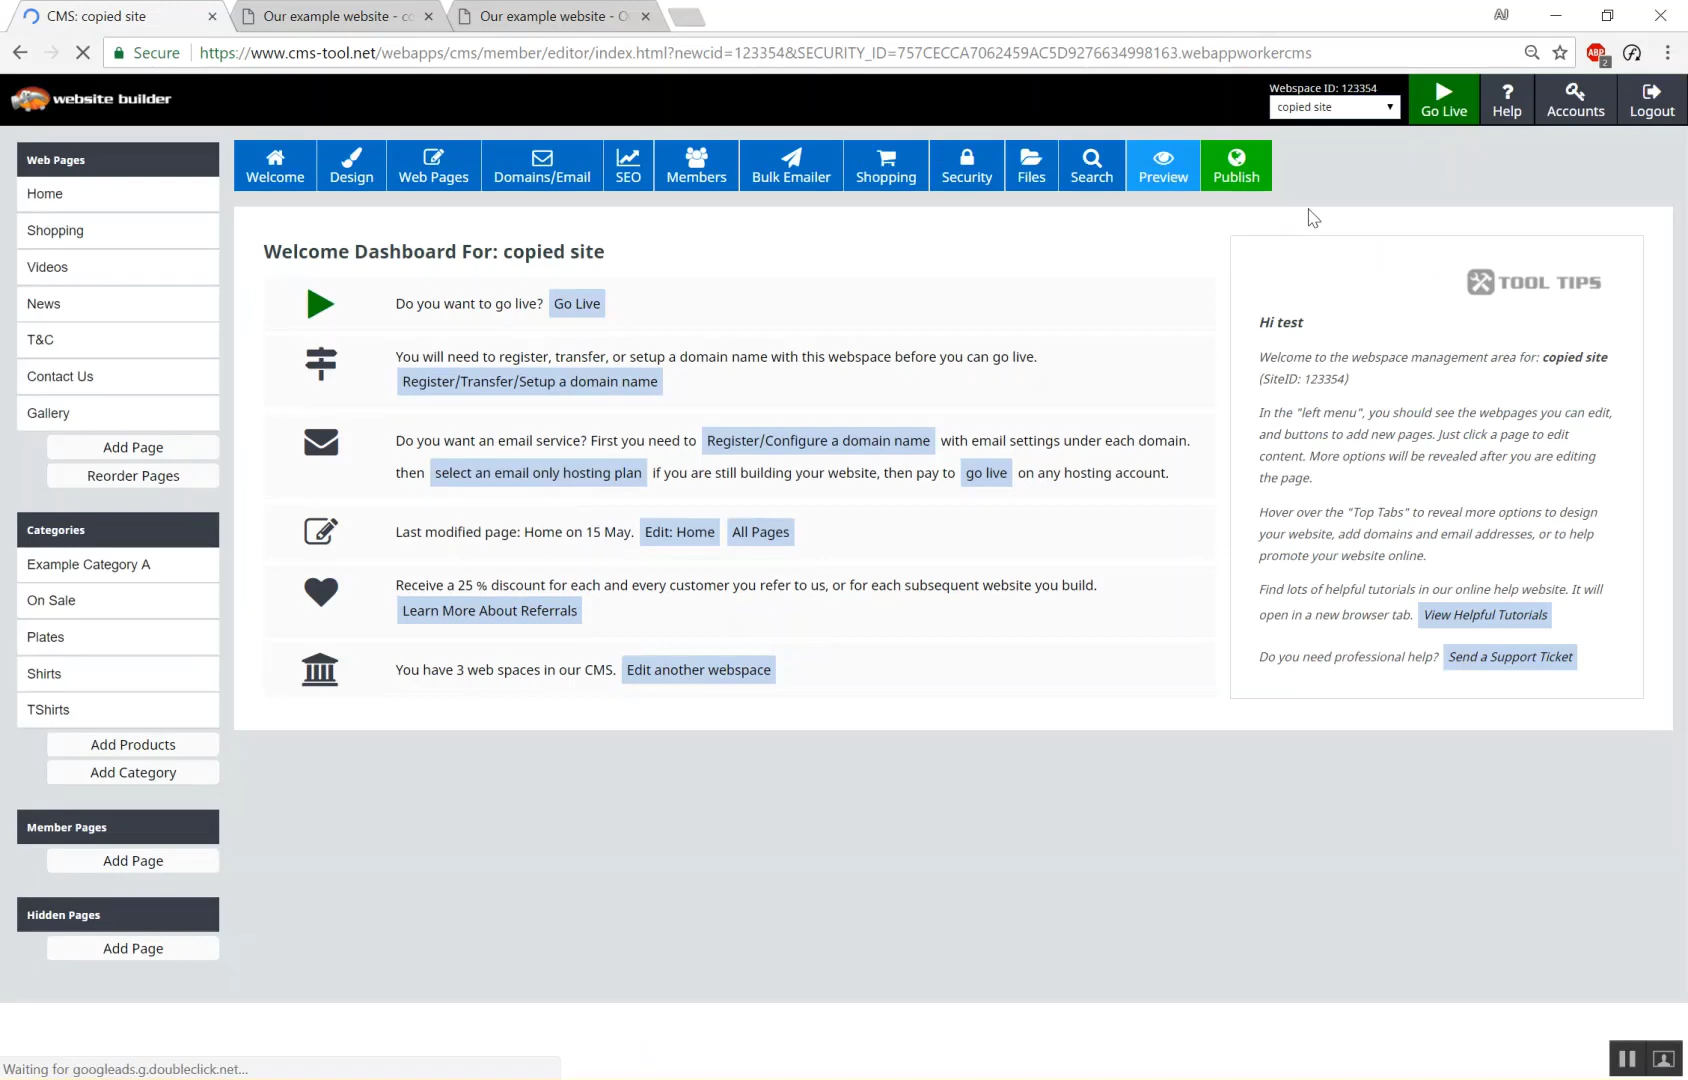 CMS: copied site
Our example website - co
Our example website - O
AJ
Secure
https://www.cms-tool.net/webapps/cms/member/editor/index.html?newcid=123354&SECURITY_ID=757CECCA7062459AC5D9276634998163.webappworkercms
ABP
2
website builder
Webspace ID: 123354
copied site
Go Live
Help
Accounts
Logout
Welcome
Design
Web Pages
Domains/Email
SEO
Members
Bulk Emailer
Shopping
Security
Files
Search
Preview
Publish
Web Pages
Home
Shopping
Videos
News
T&C
Contact Us
Gallery
Add Page
Reorder Pages
Categories
Example Category A
On Sale
Plates
Shirts
TShirts
Add Products
Add Category
Member Pages
Add Page
Hidden Pages
Add Page
Welcome Dashboard For: copied site
Do you want to go live? Go Live
You will need to register, transfer, or setup a domain name with this webspace before you can go live.
Register/Transfer/Setup a domain name
Do you want an email service? First you need to Register/Configure a domain name with email settings under each domain.
then select an email only hosting plan if you are still building your website, then pay to go live on any hosting account.
Last modified page: Home on 15 May. Edit: Home All Pages
Receive a 25 % discount for each and every customer you refer to us, or for each subsequent website you build.
Learn More About Referrals
You have 3 web spaces in our CMS. Edit another webspace
TOOL TIPS
Hi test
Welcome to the webspace management area for: copied site
(SiteID: 123354)
In the "left menu", you should see the webpages you can edit,
and buttons to add new pages. Just click a page to edit
content. More options will be revealed after you are editing
the page.
Hover over the "Top Tabs" to reveal more options to design
your website, add domains and email addresses, or to help
promote your website online.
Find lots of helpful tutorials in our online help website. It will
open in a new browser tab. View Helpful Tutorials
Do you need professional help? Send a Support Ticket
Waiting for googleads.g.doubleclick.net...